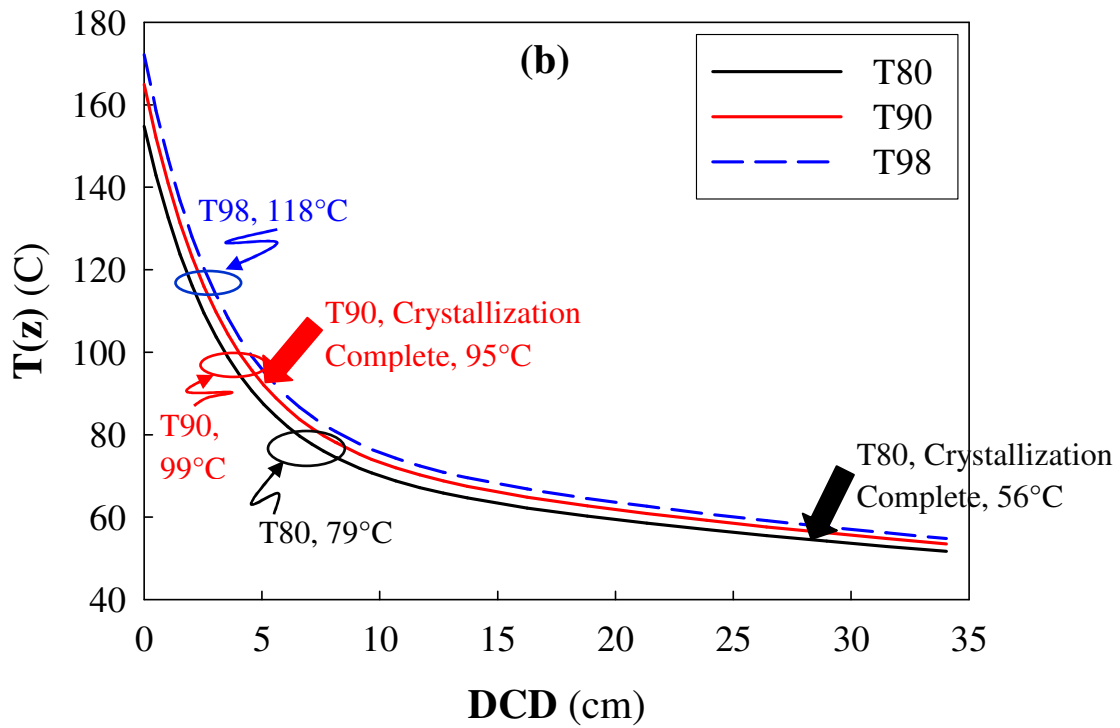 (b)
T80
T90
T98
T98, 118°C
T90, Crystallization
Complete, 95°C
T90,
99°C
T80, 79°C
T80, Crystallization
Complete, 56°C
T(z) (C)
180
160
140
120
100
80
60
40
0 5 10 15 20 25 30 35
DCD (cm)